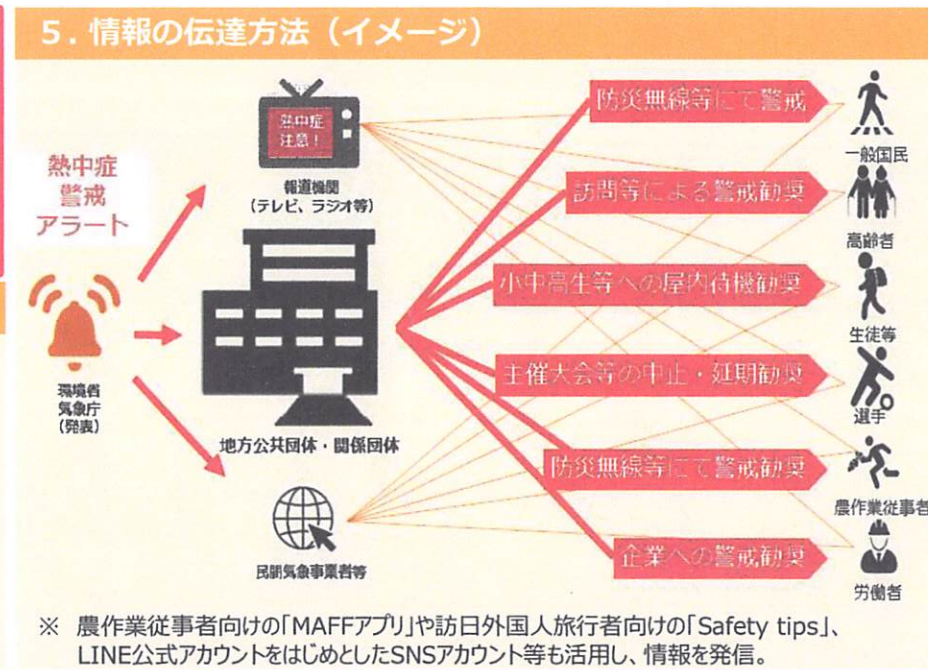 5．情報の伝達方法（イメージ）
熱中症
警戒
アラート
環境省
気象庁
（発表）
熱中症
注意！
報道機関
（テレビ、ラジオ等）
地方公共団体・関係団体
民間気象事業者等
防災無線等にて警戒
訪問等による警戒勧奨
小中高生等への屋内待機勧奨
主催大会等の中止・延期勧奨
防災無線等にて警戒勧奨
企業への警戒勧奨
一般国民
高齢者
生徒等
選手
農作業従事者
労働者
※　農作業従事者向けの「MAFFアプリ」や訪日外国人旅行者向けの「Safety tips」、
LINE公式アカウントをはじめとしたSNSアカウント等も活用し、情報を発信。